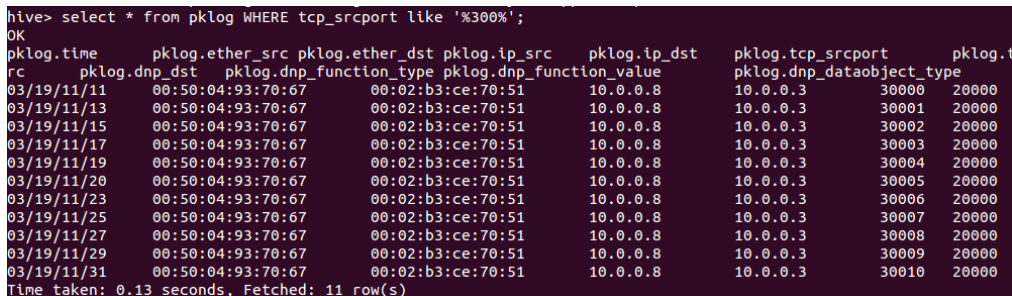 hive> select * from pklog WHERE tcp_srcport like '%300%';
OK
pklog.time pklog.ether_src pklog.ether_dst pklog.ip_src pklog.ip_dst pklog.tcp_srcport pklog.t
rc pklog.dnp_dst pklog.dnp_function_type pklog.dnp_function_value pklog.dnp_dataobject_type
03/19/11/11 00:50:04:93:70:67 00:02:b3:ce:70:51 10.0.0.8 10.0.0.3 30000 20000
03/19/11/13 00:50:04:93:70:67 00:02:b3:ce:70:51 10.0.0.8 10.0.0.3 30001 20000
03/19/11/15 00:50:04:93:70:67 00:02:b3:ce:70:51 10.0.0.8 10.0.0.3 30002 20000
03/19/11/17 00:50:04:93:70:67 00:02:b3:ce:70:51 10.0.0.8 10.0.0.3 30003 20000
03/19/11/19 00:50:04:93:70:67 00:02:b3:ce:70:51 10.0.0.8 10.0.0.3 30004 20000
03/19/11/20 00:50:04:93:70:67 00:02:b3:ce:70:51 10.0.0.8 10.0.0.3 30005 20000
03/19/11/23 00:50:04:93:70:67 00:02:b3:ce:70:51 10.0.0.8 10.0.0.3 30006 20000
03/19/11/25 00:50:04:93:70:67 00:02:b3:ce:70:51 10.0.0.8 10.0.0.3 30007 20000
03/19/11/27 00:50:04:93:70:67 00:02:b3:ce:70:51 10.0.0.8 10.0.0.3 30008 20000
03/19/11/29 00:50:04:93:70:67 00:02:b3:ce:70:51 10.0.0.8 10.0.0.3 30009 20000
03/19/11/31 00:50:04:93:70:67 00:02:b3:ce:70:51 10.0.0.8 10.0.0.3 30010 20000
Time taken: 0.13 seconds, Fetched: 11 row(s)